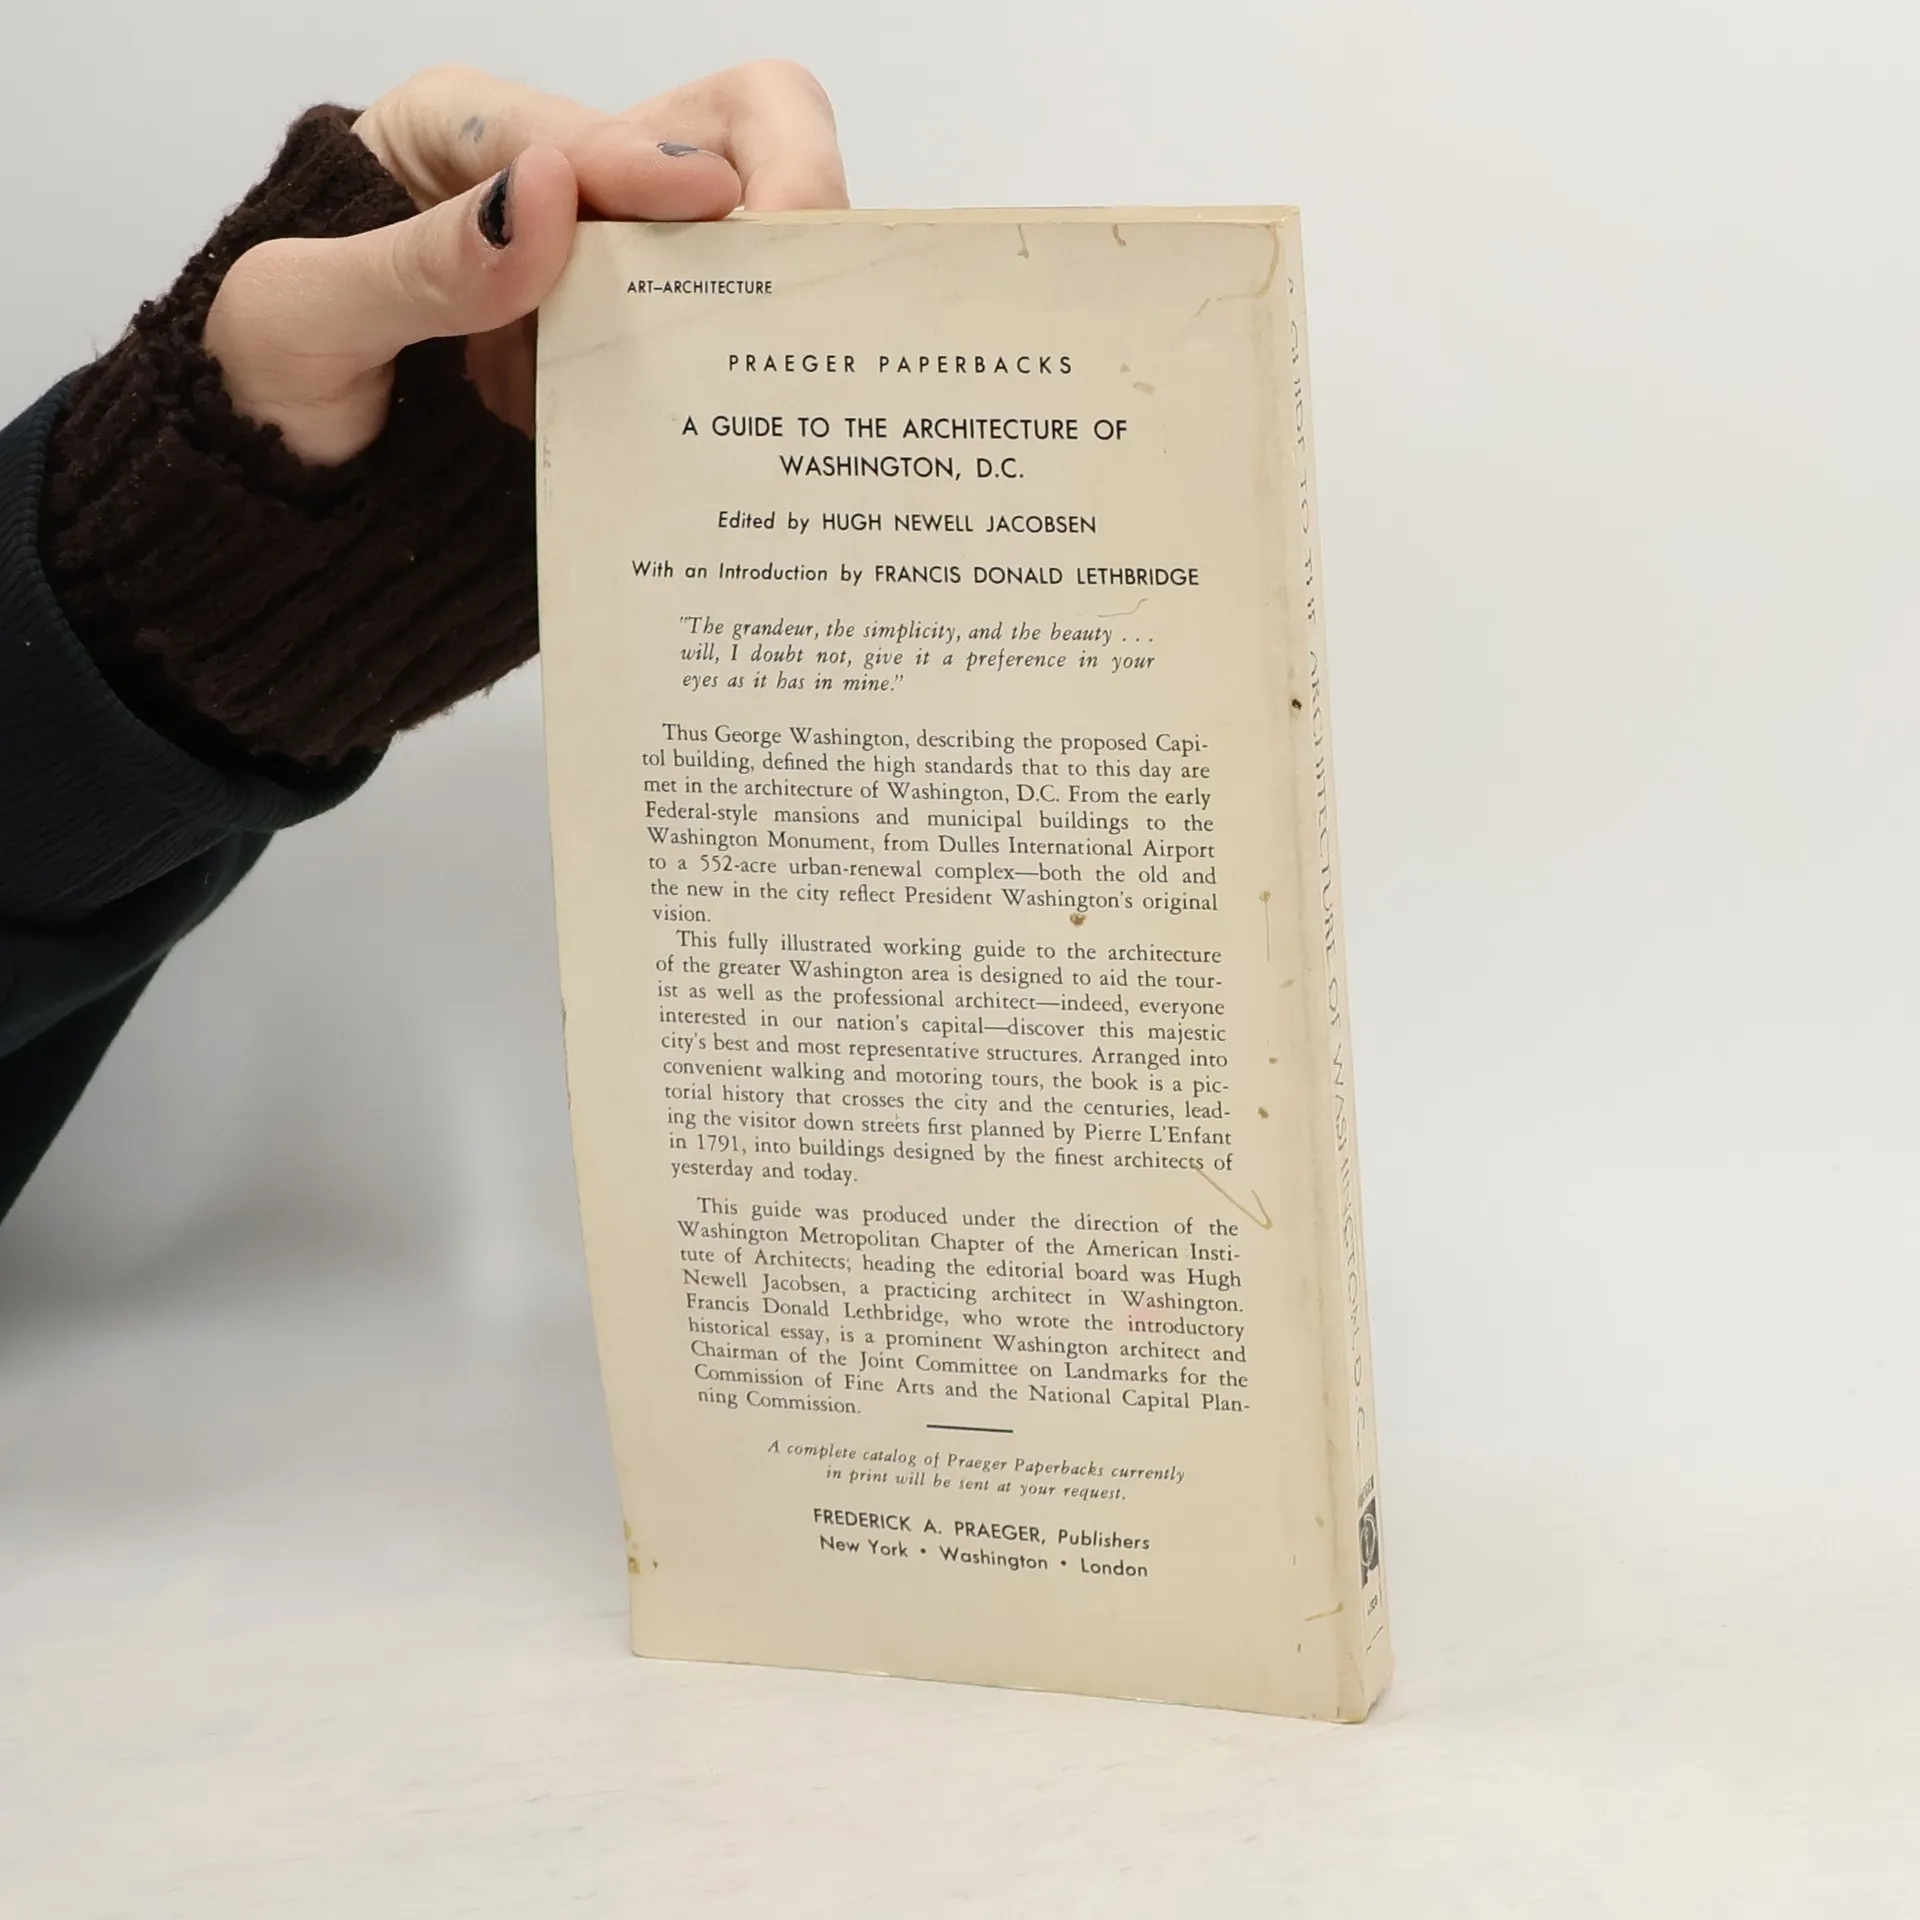 ART–ARCHITECTURE
PRAEGER PAPERBACKS
A GUIDE TO THE ARCHITECTURE OF
WASHINGTON, D.C.
Edited by HUGH NEWELL JACOBSEN
With an Introduction by FRANCIS DONALD LETHBRIDGE
"The grandeur, the simplicity, and the beauty . . .
will, I doubt not, give it a preference in your
eyes as it has in mine."
Thus George Washington, describing the proposed Capi-
tol building, defined the high standards that to this day are
met in the architecture of Washington, D.C. From the early
Federal-style mansions and municipal buildings to the
Washington Monument, from Dulles International Airport
to a 552-acre urban-renewal complex—both the old and
the new in the city reflect President Washington's original
vision.
This fully illustrated working guide to the architecture
of the greater Washington area is designed to aid the tour-
ist as well as the professional architect—indeed, everyone
interested in our nation's capital—discover this majestic
city's best and most representative structures. Arranged into
convenient walking and motoring tours, the book is a pic-
torial history that crosses the city and the centuries, lead-
ing the visitor down streets first planned by Pierre L'Enfant
in 1791, into buildings designed by the finest architects of
yesterday and today.
This guide was produced under the direction of the
Washington Metropolitan Chapter of the American Insti-
tute of Architects; heading the editorial board was Hugh
Newell Jacobsen, a practicing architect in Washington.
Francis Donald Lethbridge, who wrote the introductory
historical essay, is a prominent Washington architect and
Chairman of the Joint Committee on Landmarks for the
Commission of Fine Arts and the National Capital Plan-
ning Commission.
A complete catalog of Praeger Paperbacks currently
in print will be sent at your request.
FREDERICK A. PRAEGER, Publishers
New York • Washington • London
A GUIDE TO THE ARCHITECTURE OF WASHINGTON, D.C.